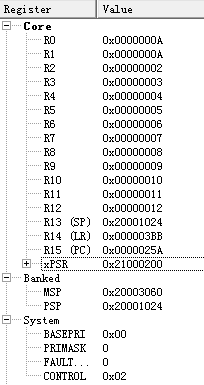 Register Value
Core
R0 0x0000000A
R1 0x0000000A
R2 0x00000002
R3 0x00000003
R4 0x00000004
R5 0x00000005
R6 0x00000006
R7 0x00000007
R8 0x00000008
R9 0x00000009
R10 0x00000010
R11 0x00000011
R12 0x00000012
R13 (SP) 0x20001024
R14 (LR) 0x000003BB
R15 (PC) 0x0000025A
xPSR 0x21000200
Banked
MSP 0x20003060
PSP 0x20001024
System
BASEPRI 0x00
PRIMASK 0
FAULT... 0
CONTROL 0x02